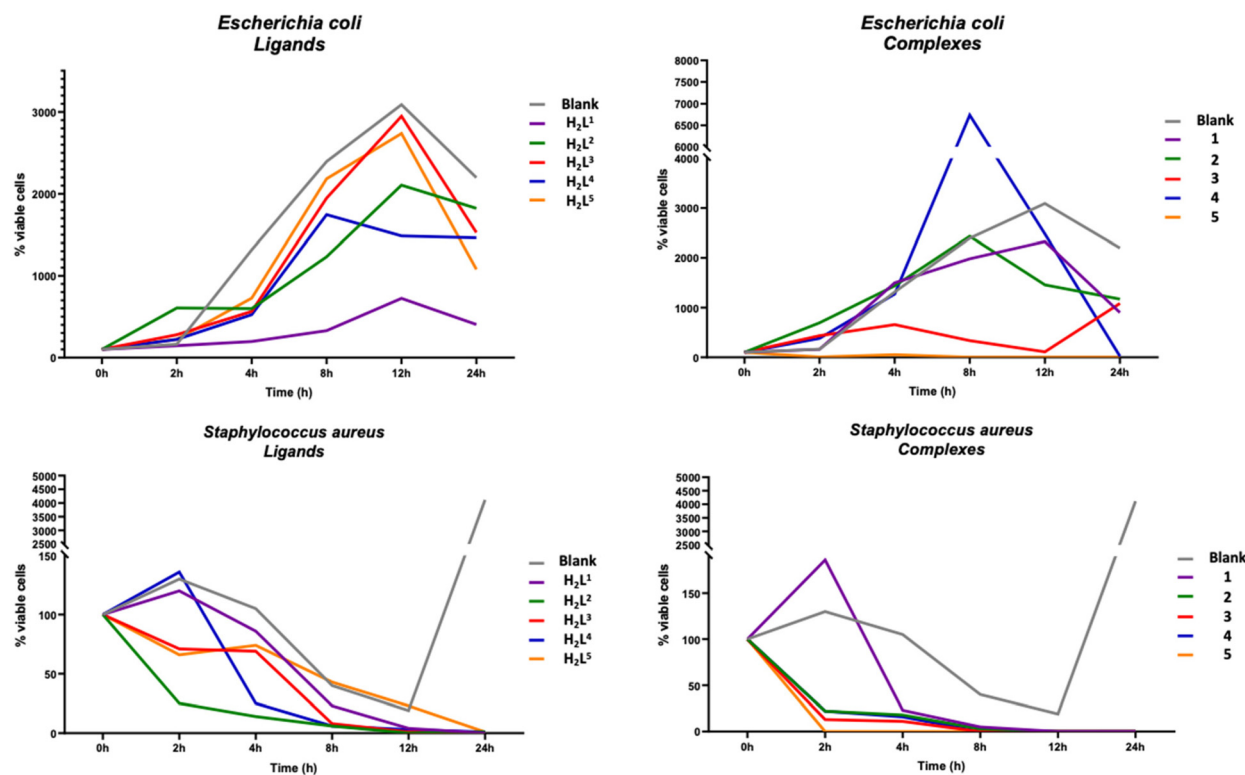 Escherichia coli
Ligands
3000
2000
1000
0
% viable cells
0h 2h 4h 8h 12h 24h
Time (h)
Blank
H₂L¹
H₂L²
H₂L³
H₂L⁴
H₂L⁵
Escherichia coli
Complexes
8000
7500
7000
6500
6000
4000
3000
2000
1000
0
% viable cells
0h 2h 4h 8h 12h 24h
Time (h)
Blank
1
2
3
4
5
Staphylococcus aureus
Ligands
5000
4500
4000
3500
3000
2500
150
100
50
0
% viable cells
0h 2h 4h 8h 12h 24h
Time (h)
Blank
H₂L¹
H₂L²
H₂L³
H₂L⁴
H₂L⁵
Staphylococcus aureus
Complexes
5000
4500
4000
3500
3000
2500
150
100
50
0
% viable cells
0h 2h 4h 8h 12h 24h
Time (h)
Blank
1
2
3
4
5